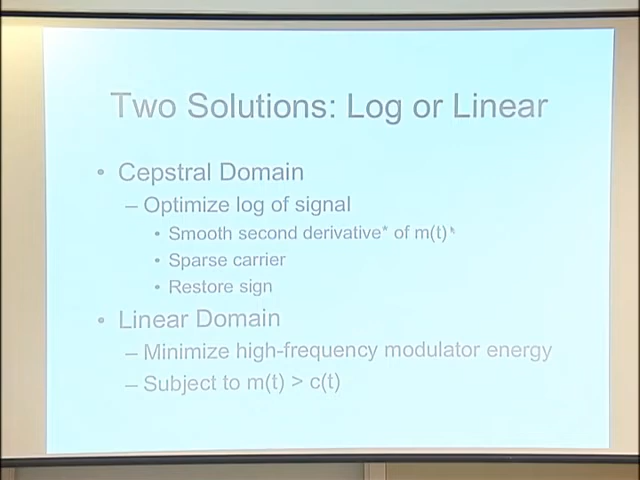 Two Solutions: Log or Linear
• Cepstral Domain
– Optimize log of signal
• Smooth second derivative* of m(t)
• Sparse carrier
• Restore sign
• Linear Domain
– Minimize high-frequency modulator energy
– Subject to m(t) > c(t)